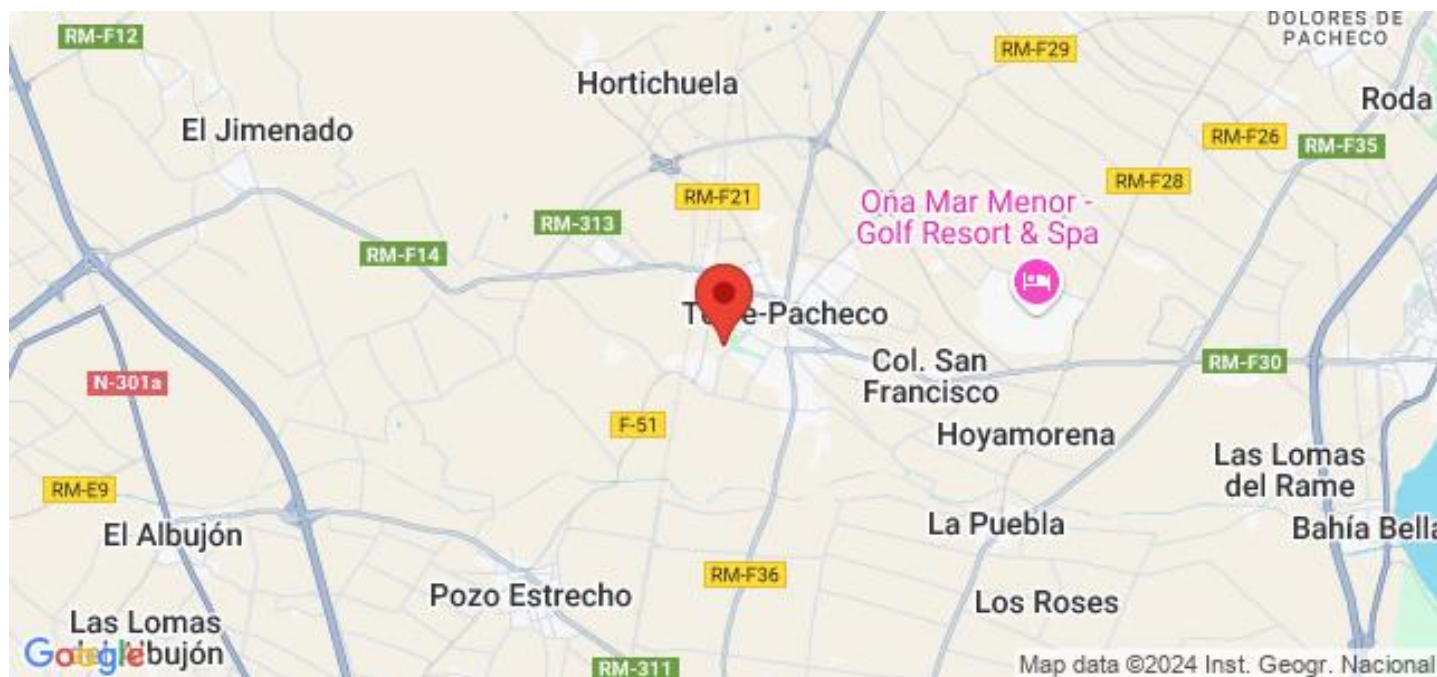 DOLORES DE
PACHECO
RM-F12
RM-F29
Hortichuela
Roda
El Jimenado
RM-F26
RM-F35
RM-F28
RM-F21
Oña Mar Menor -
Golf Resort & Spa
RM-313
RM-F14
-Pacheco
Col. San
Francisco
RM-F30
N-301a
F-51
Hoyamorena
Las Lomas
del Rame
RM-E9
El Albujón
La Puebla
Bahía Bella
RM-F36
Pozo Estrecho
Los Roses
Las Lomas
bujón
Google
RM-311
Map data ©2024 Inst. Geogr. Nacional